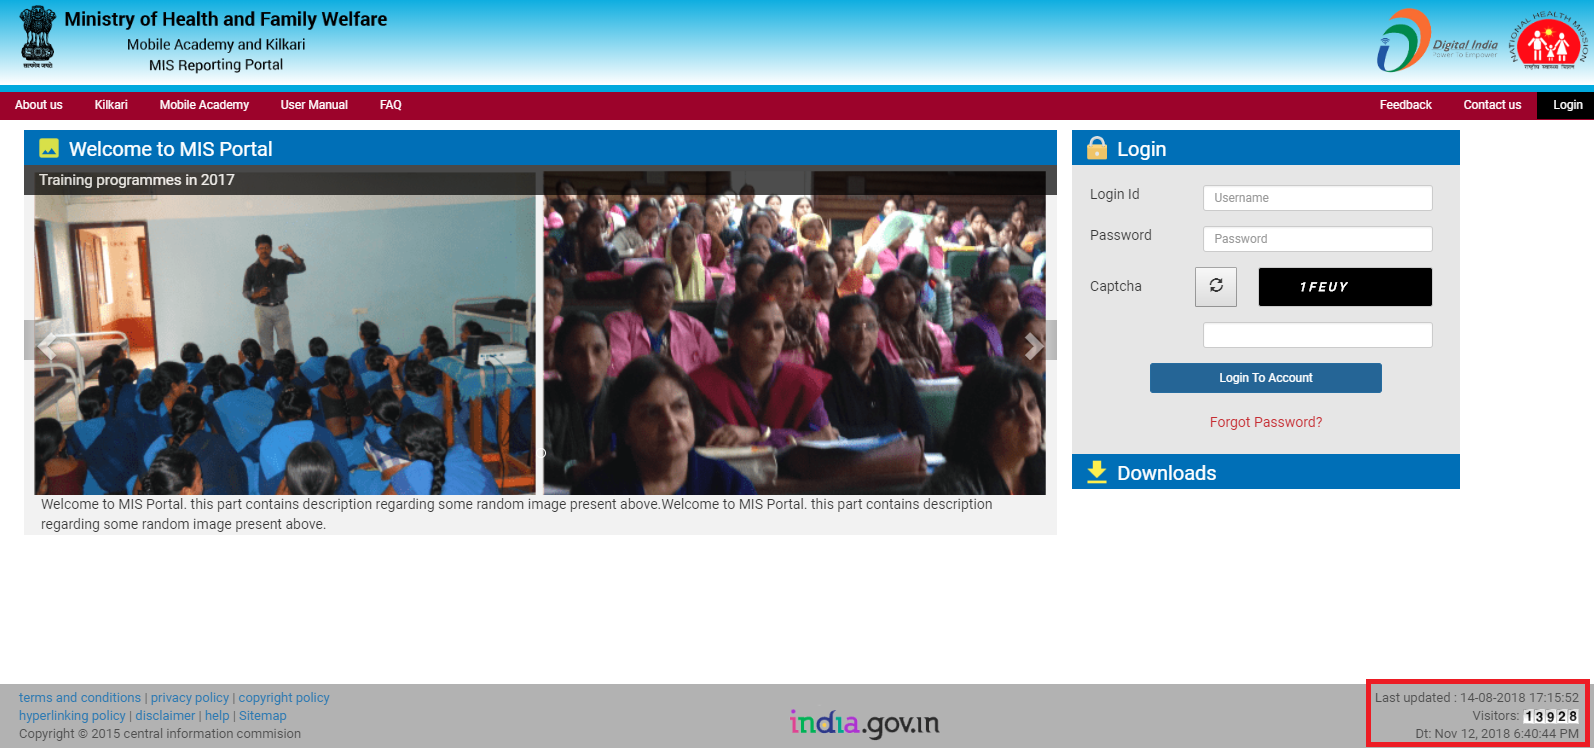 Ministry of Health and Family Welfare
Mobile Academy and Kilkari
MIS Reporting Portal
सत्यमेव जयते
Digital India
Power To Empower
NATIONAL HEALTH MISSION
राष्ट्रीय स्वास्थ्य मिशन
About us Kilkari Mobile Academy User Manual FAQ Feedback Contact us Login
Welcome to MIS Portal
Training programmes in 2017
Welcome to MIS Portal. this part contains description regarding some random image present above.Welcome to MIS Portal. this part contains description
regarding some random image present above.
Login
Login Id Username
Password Password
Captcha 1FEUY
Login To Account
Forgot Password?
Downloads
terms and conditions | privacy policy | copyright policy
hyperlinking policy | disclaimer | help | Sitemap
Copyright © 2015 central information commision
india.gov.in
Last updated : 14-08-2018 17:15:52
Visitors: 13928
Dt: Nov 12, 2018 6:40:44 PM